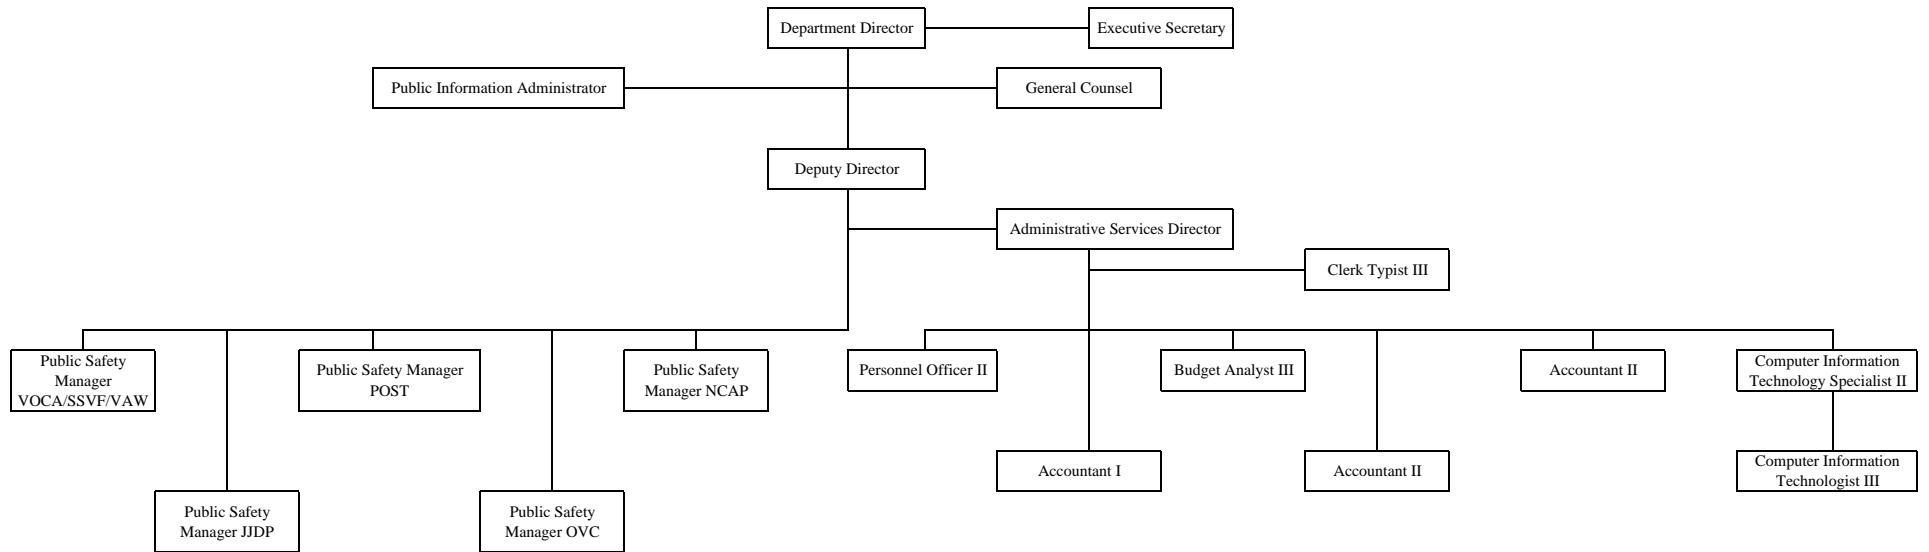 Department Director
Executive Secretary
Public Information Administrator
General Counsel
Deputy Director
Administrative Services Director
Clerk Typist III
Public Safety
Manager
VOCA/SSVF/VAW
Public Safety Manager
POST
Public Safety
Manager NCAP
Personnel Officer II
Budget Analyst III
Accountant II
Computer Information
Technology Specialist II
Accountant I
Accountant II
Computer Information
Technologist III
Public Safety
Manager JJDP
Public Safety
Manager OVC